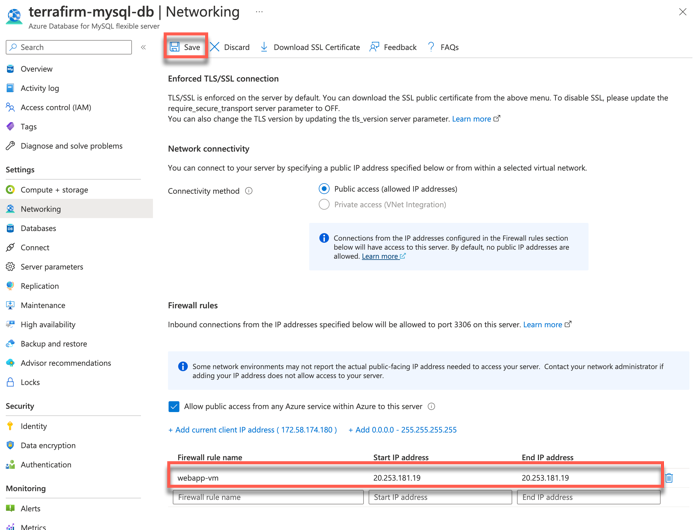 terrafirm-mysql-db | Networking ...
Azure Database for MySQL flexible server
Search
Save Discard Download SSL Certificate Feedback FAQs
Overview
Activity log
Access control (IAM)
Tags
Diagnose and solve problems
Settings
Compute + storage
Networking
Databases
Connect
Server parameters
Replication
Maintenance
High availability
Backup and restore
Advisor recommendations
Locks
Security
Identity
Data encryption
Authentication
Monitoring
Alerts
Metrics
Enforced TLS/SSL connection
TLS/SSL is enforced on the server by default. You can download the SSL public certificate from the above menu. To disable SSL, please update the
require_secure_transport server parameter to OFF.
You can also change the TLS version by updating the tls_version server parameter. Learn more
Network connectivity
You can connect to your server by specifying a public IP address specified below or from within a selected virtual network.
Connectivity method
Public access (allowed IP addresses)
Private access (VNet Integration)
Connections from the IP addresses configured in the Firewall rules section
below will have access to this server. By default, no public IP addresses are
allowed. Learn more
Firewall rules
Inbound connections from the IP addresses specified below will be allowed to port 3306 on this server. Learn more
Some network environments may not report the actual public-facing IP address needed to access your server. Contact your network administrator if
adding your IP address does not allow access to your server.
Allow public access from any Azure service within Azure to this server
+ Add current client IP address ( 172.58.174.180 ) + Add 0.0.0.0 - 255.255.255.255
Firewall rule name Start IP address End IP address
webapp-vm 20.253.181.19 20.253.181.19
Firewall rule name Start IP address End IP address